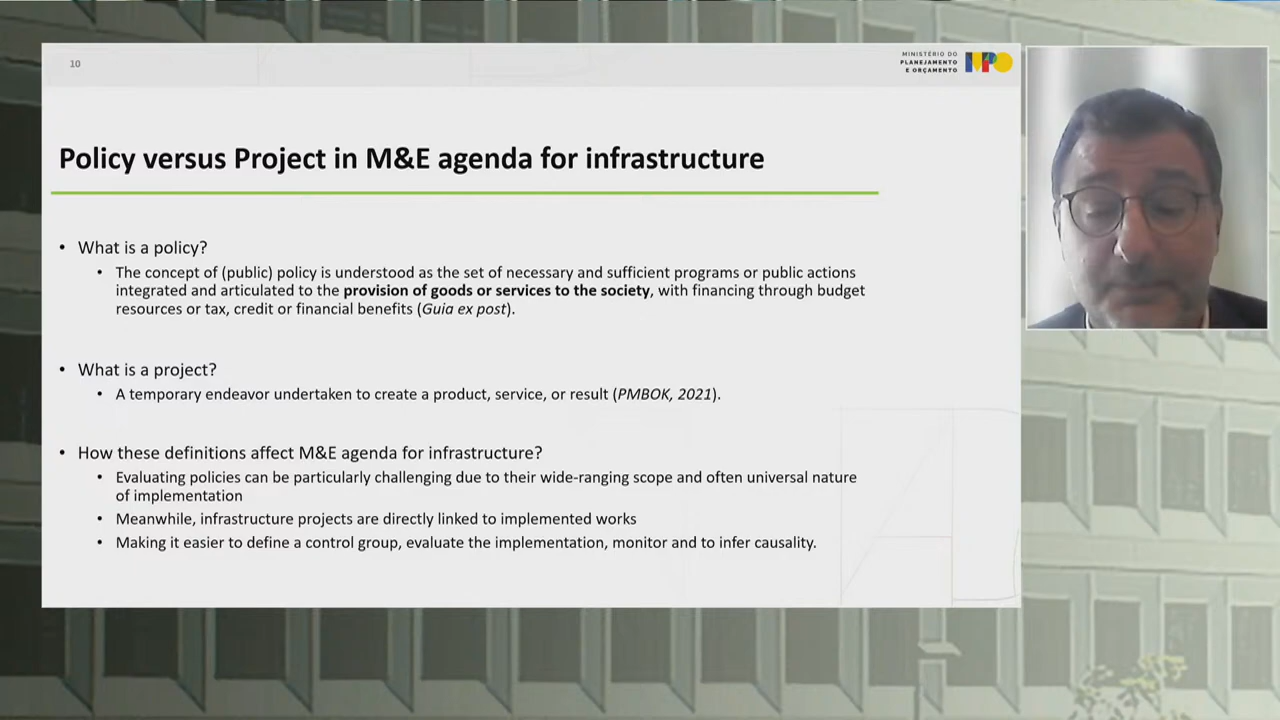 10
MINISTÉRIO DO
PLANEJAMENTO
E ORÇAMENTO
MPO
Policy versus Project in M&E agenda for infrastructure
• What is a policy?
• The concept of (public) policy is understood as the set of necessary and sufficient programs or public actions
integrated and articulated to the provision of goods or services to the society, with financing through budget
resources or tax, credit or financial benefits (Guia ex post).
• What is a project?
• A temporary endeavor undertaken to create a product, service, or result (PMBOK, 2021).
• How these definitions affect M&E agenda for infrastructure?
• Evaluating policies can be particularly challenging due to their wide-ranging scope and often universal nature
of implementation
• Meanwhile, infrastructure projects are directly linked to implemented works
• Making it easier to define a control group, evaluate the implementation, monitor and to infer causality.